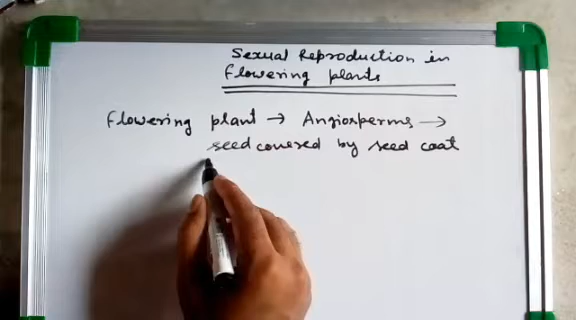 Sexual Reproduction in
Flowering plants
Flowering plant → Angiosperms →
seed covered by seed coat